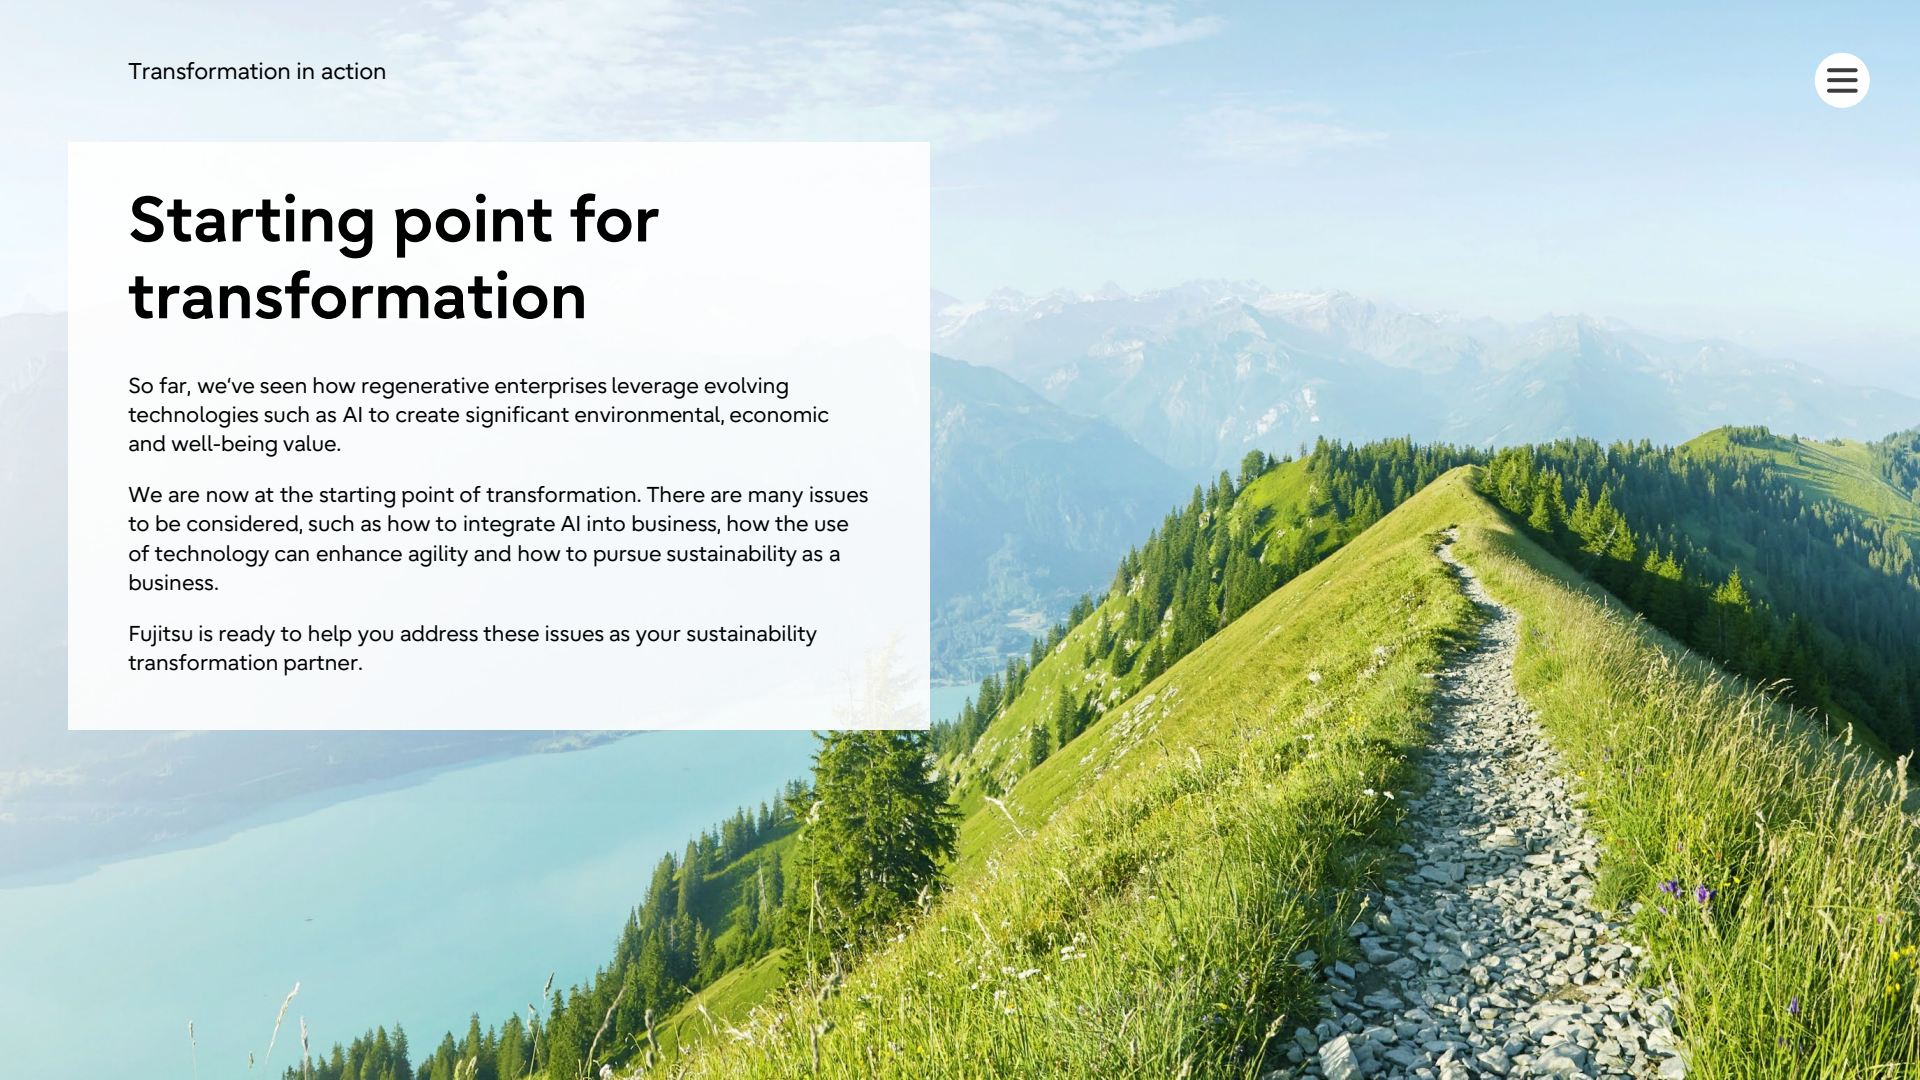 Transformation in action
Starting point for
transformation
So far, we’ve seen how regenerative enterprises leverage evolving
technologies such as AI to create significant environmental, economic
and well-being value.
We are now at the starting point of transformation. There are many issues
to be considered, such as how to integrate AI into business, how the use
of technology can enhance agility and how to pursue sustainability as a
business.
Fujitsu is ready to help you address these issues as your sustainability
transformation partner.